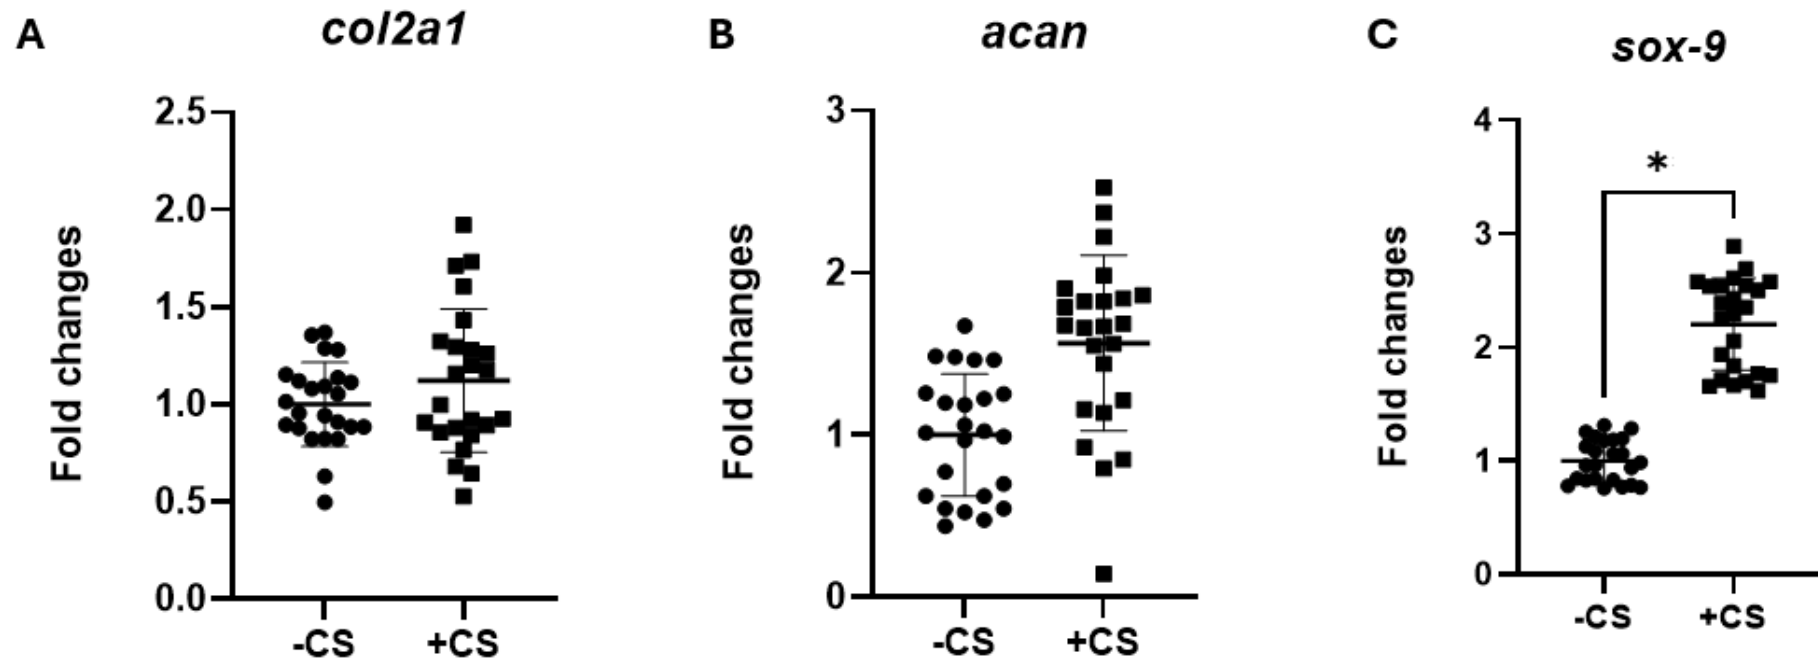 A
col2a1
Fold changes
2.5
2.0
1.5
1.0
0.5
0.0
-CS
+CS
B
acan
Fold changes
3
2
1
0
-CS
+CS
C
sox-9
Fold changes
4
3
2
1
0
*
-CS
+CS